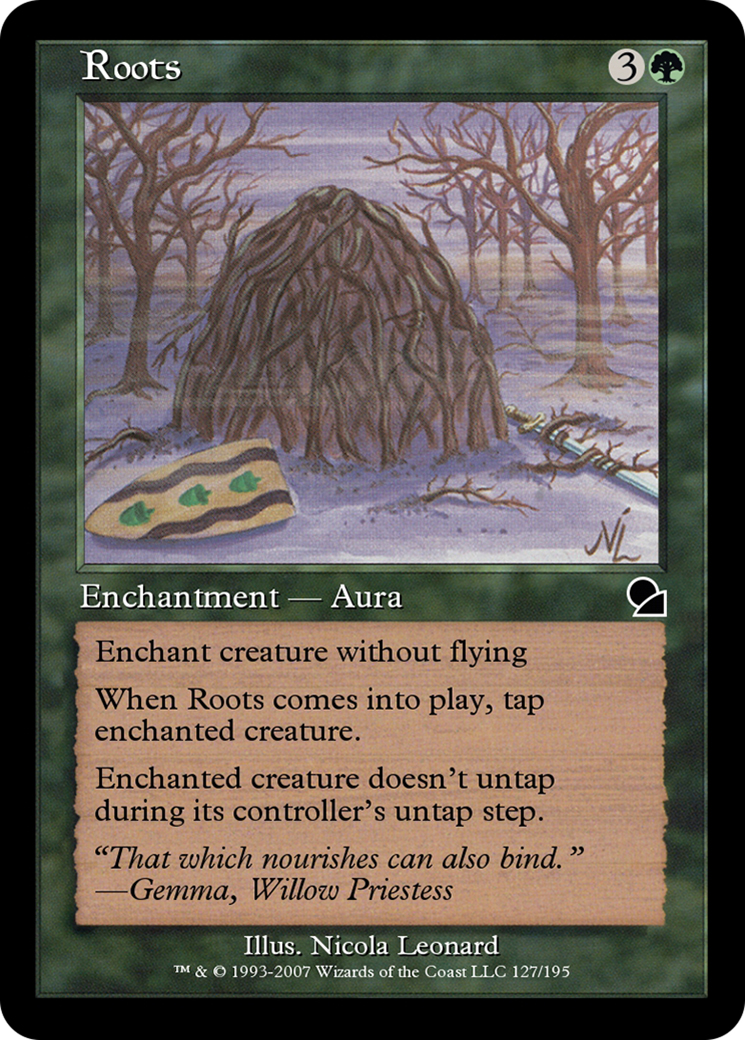 Roots 3
NL
Enchantment — Aura
Enchant creature without flying
When Roots comes into play, tap
enchanted creature.
Enchanted creature doesn't untap
during its controller's untap step.
“That which nourishes can also bind.”
—Gemma, Willow Priestess
Illus. Nicola Leonard
™ & © 1993-2007 Wizards of the Coast LLC 127/195